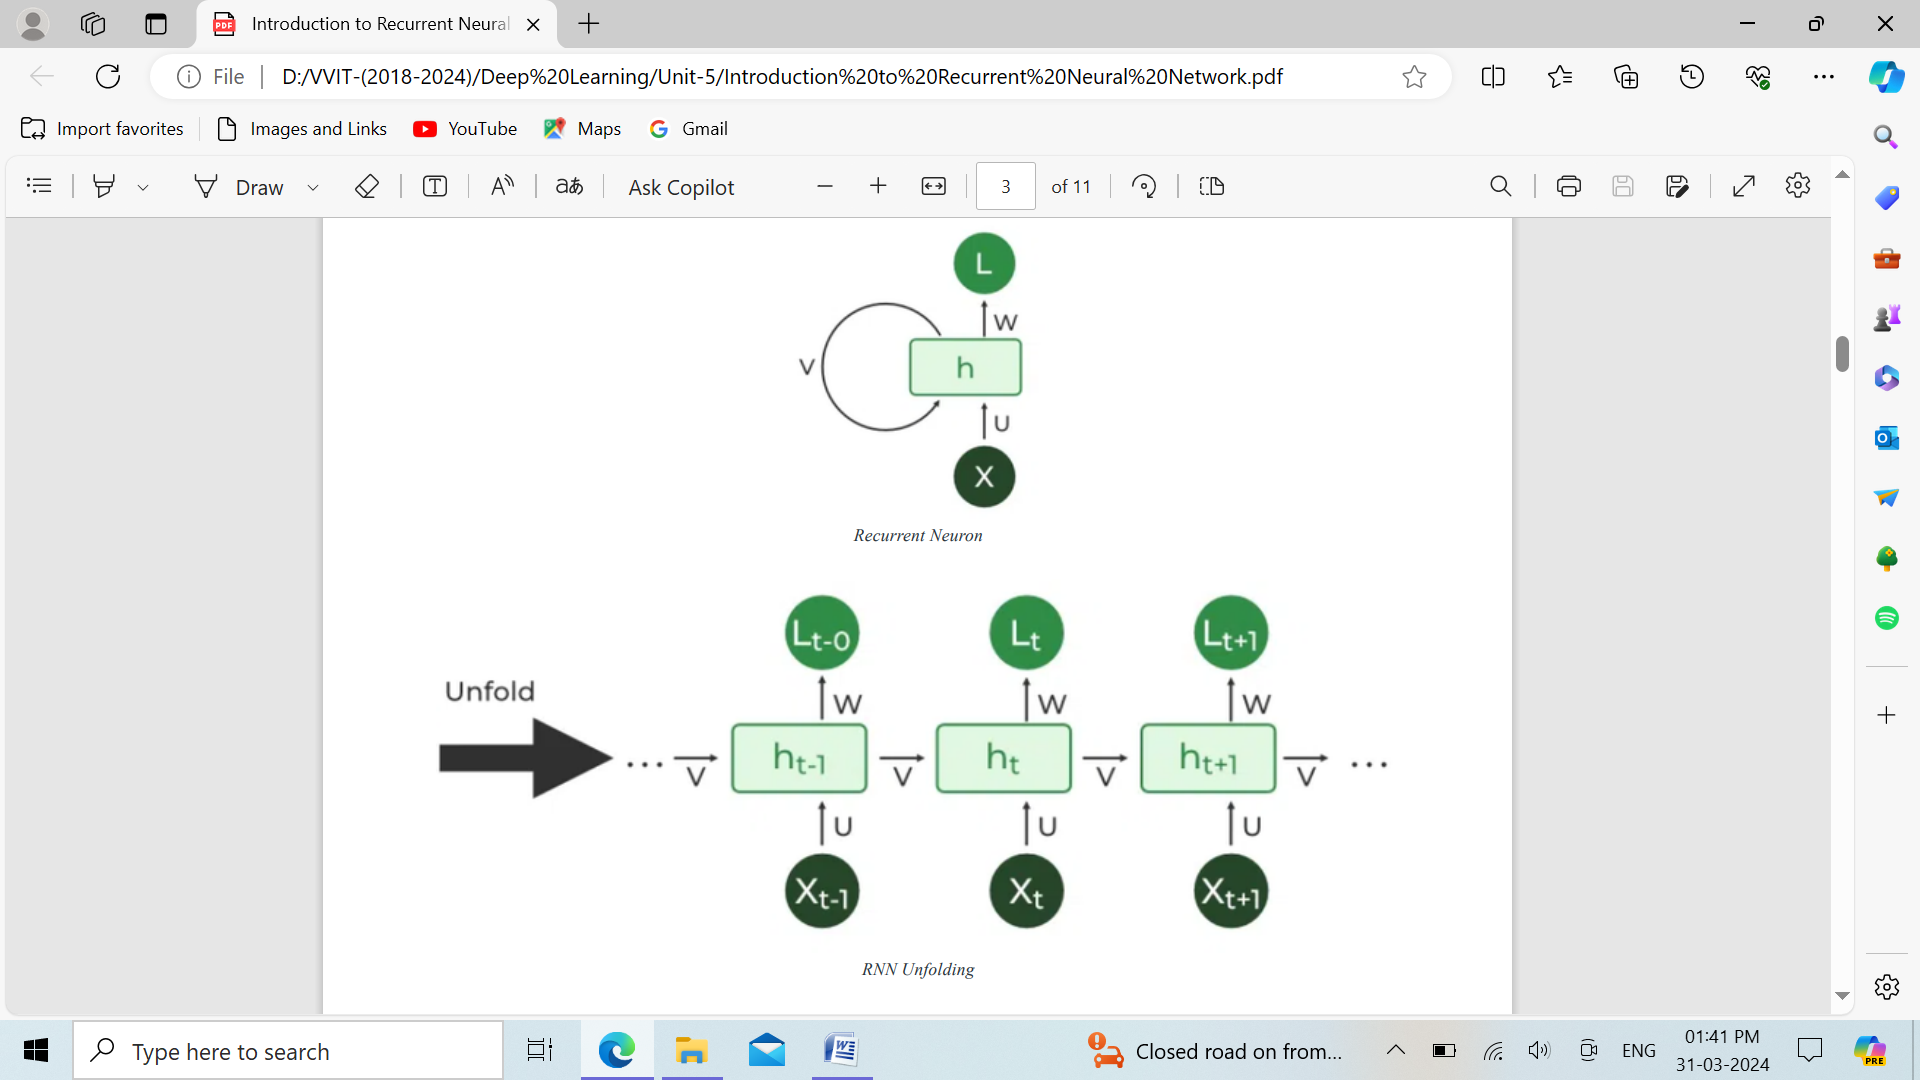 Introduction to Recurrent Neural
File
D:/VVIT-(2018-2024)/Deep%20Learning/Unit-5/Introduction%20to%20Recurrent%20Neural%20Network.pdf
Import favorites
Images and Links
YouTube
Maps
Gmail
Draw
aあ
Ask Copilot
3
of 11
L
W
V
h
U
X
Recurrent Neuron
Lt-0
Lt
Lt+1
Unfold
W
W
W
...
V
ht-1
V
ht
V
ht+1
V
...
U
U
U
Xt-1
Xt
Xt+1
RNN Unfolding
Type here to search
Closed road on from...
ENG
01:41 PM
31-03-2024
PRE